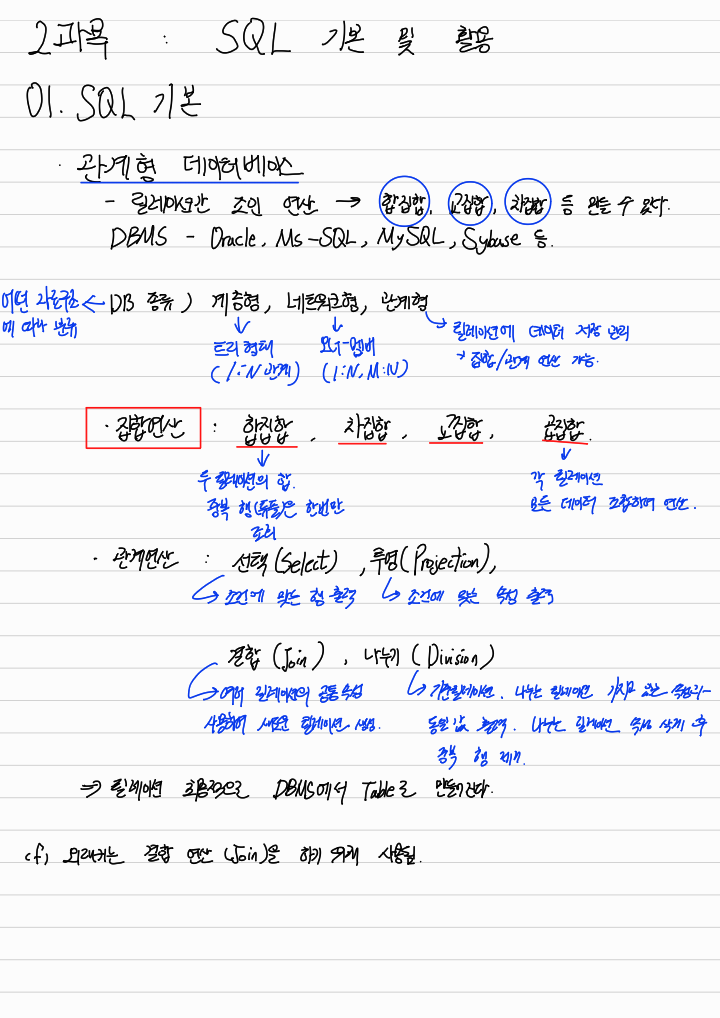 2과목 : SQL 기본 및 활용
01. SQL 기본
· 관계형 데이터베이스
- 릴레이션간 조인 연산 → 합집합, 교집합, 차집합 등 만들 수 있다.
DBMS - Oracle, Ms-SQL, MySQL, Sybase 등.
어떤 자료구조에 따라 분류 ← DB 종류 ) 계층형, 네트워크형, 관계형
↓ 트리형태
(1:N 관계)
↓ 오너-멤버
(1:N, M:N)
→ 릴레이션에 데이터 저장 관리
→ 집합/관계 연산 가능.
· 집합연산 : 합집합, 차집합, 교집합, 곱집합.
↓ 두 릴레이션의 합.
중복 행(튜플)은 한번만
조회
↓ 각 릴레이션
모든 데이터 조합하여 연산.
· 관계연산 : 선택(Select), 투영(Projection),
→ 조건에 맞는 행 출력
→ 조건에 맞는 속성 출력
결합 (Join), 나누기 (Division)
→ 여러 릴레이션의 공통속성
사용하여 새로운 릴레이션 생성.
→ 기준릴레이션, 나누는 릴레이션 가지고 있는 속성과
동일값 출력. 나누는 릴레이션 속성 삭제 후
중복 행 제거.
⇒ 릴레이션 최종적으로 DBMS에서 Table로 만들어진다.
cf) 외래키는 결합 연산 (Join)을 하기 위해 사용됨.